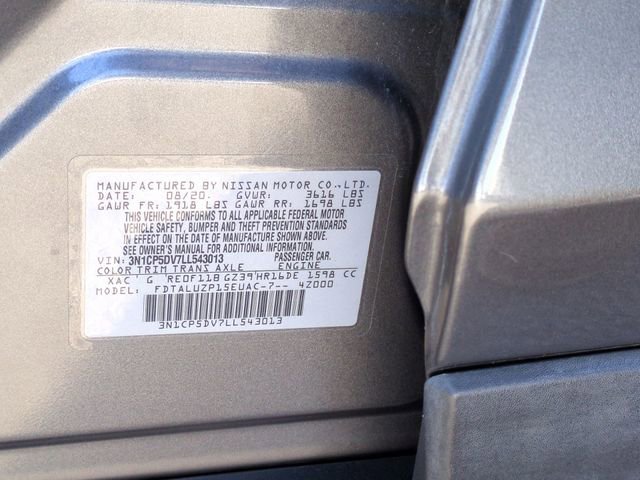 MANUFACTURED BY NISSAN MOTOR CO.,LTD.
DATE: 08/20. GVWR: 3616 LBS
GAWR FR: 1918 LBS GAWR RR: 1698 LBS
THIS VEHICLE CONFORMS TO ALL APPLICABLE FEDERAL MOTOR
VEHICLE SAFETY, BUMPER AND THEFT PREVENTION STANDARDS
IN EFFECT ON THE DATE OF MANUFACTURE SHOWN ABOVE.
SEE OWNER'S MANUAL FOR ADDITIONAL INFORMATION.
VIN: 3N1CP5DV7LL543013 PASSENGER CAR.
COLOR TRIM TRANS AXLE ENGINE
XAC G RE0F11B GZ39 HR16DE 1598 CC
MODEL: FDTALUZP15EUAC-7-- 4Z000
3N1CP5DV7LL543013